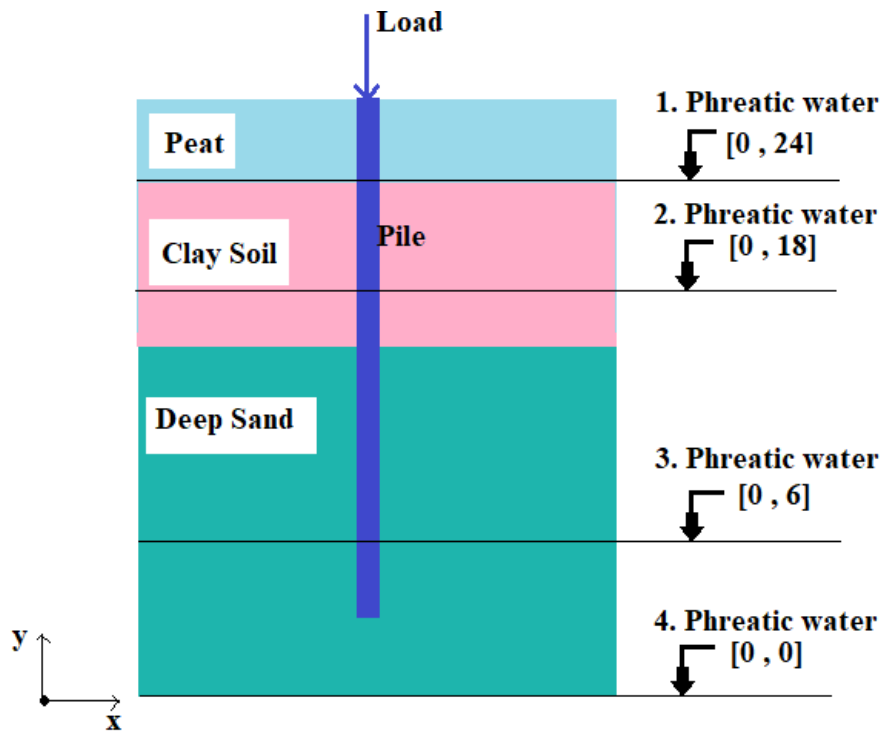 Load
1. Phreatic water
[0 , 24]
Peat
2. Phreatic water
[0 , 18]
Pile
Clay Soil
Deep Sand
3. Phreatic water
[0 , 6]
4. Phreatic water
[0 , 0]
y
x